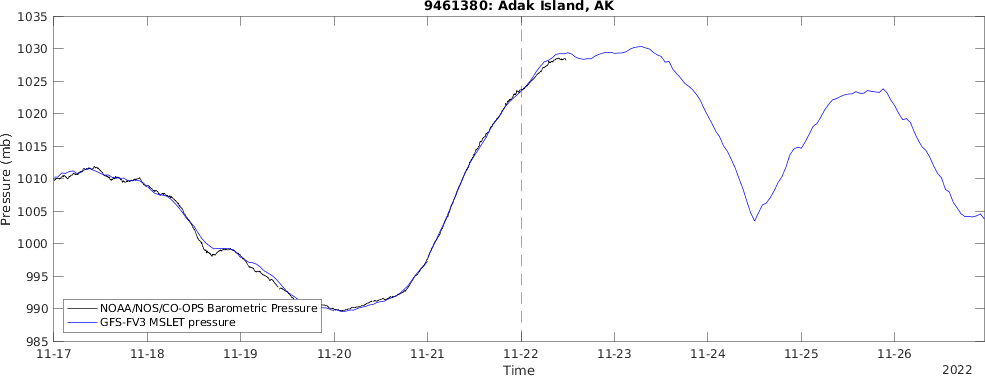 9461380: Adak Island, AK
1035
1030
1025
1020
1015
1010
1005
1000
995
990
985
Pressure (mb)
NOAA/NOS/CO-OPS Barometric Pressure
GFS-FV3 MSLET pressure
11-17 11-18 11-19 11-20 11-21 11-22 11-23 11-24 11-25 11-26
Time
2022